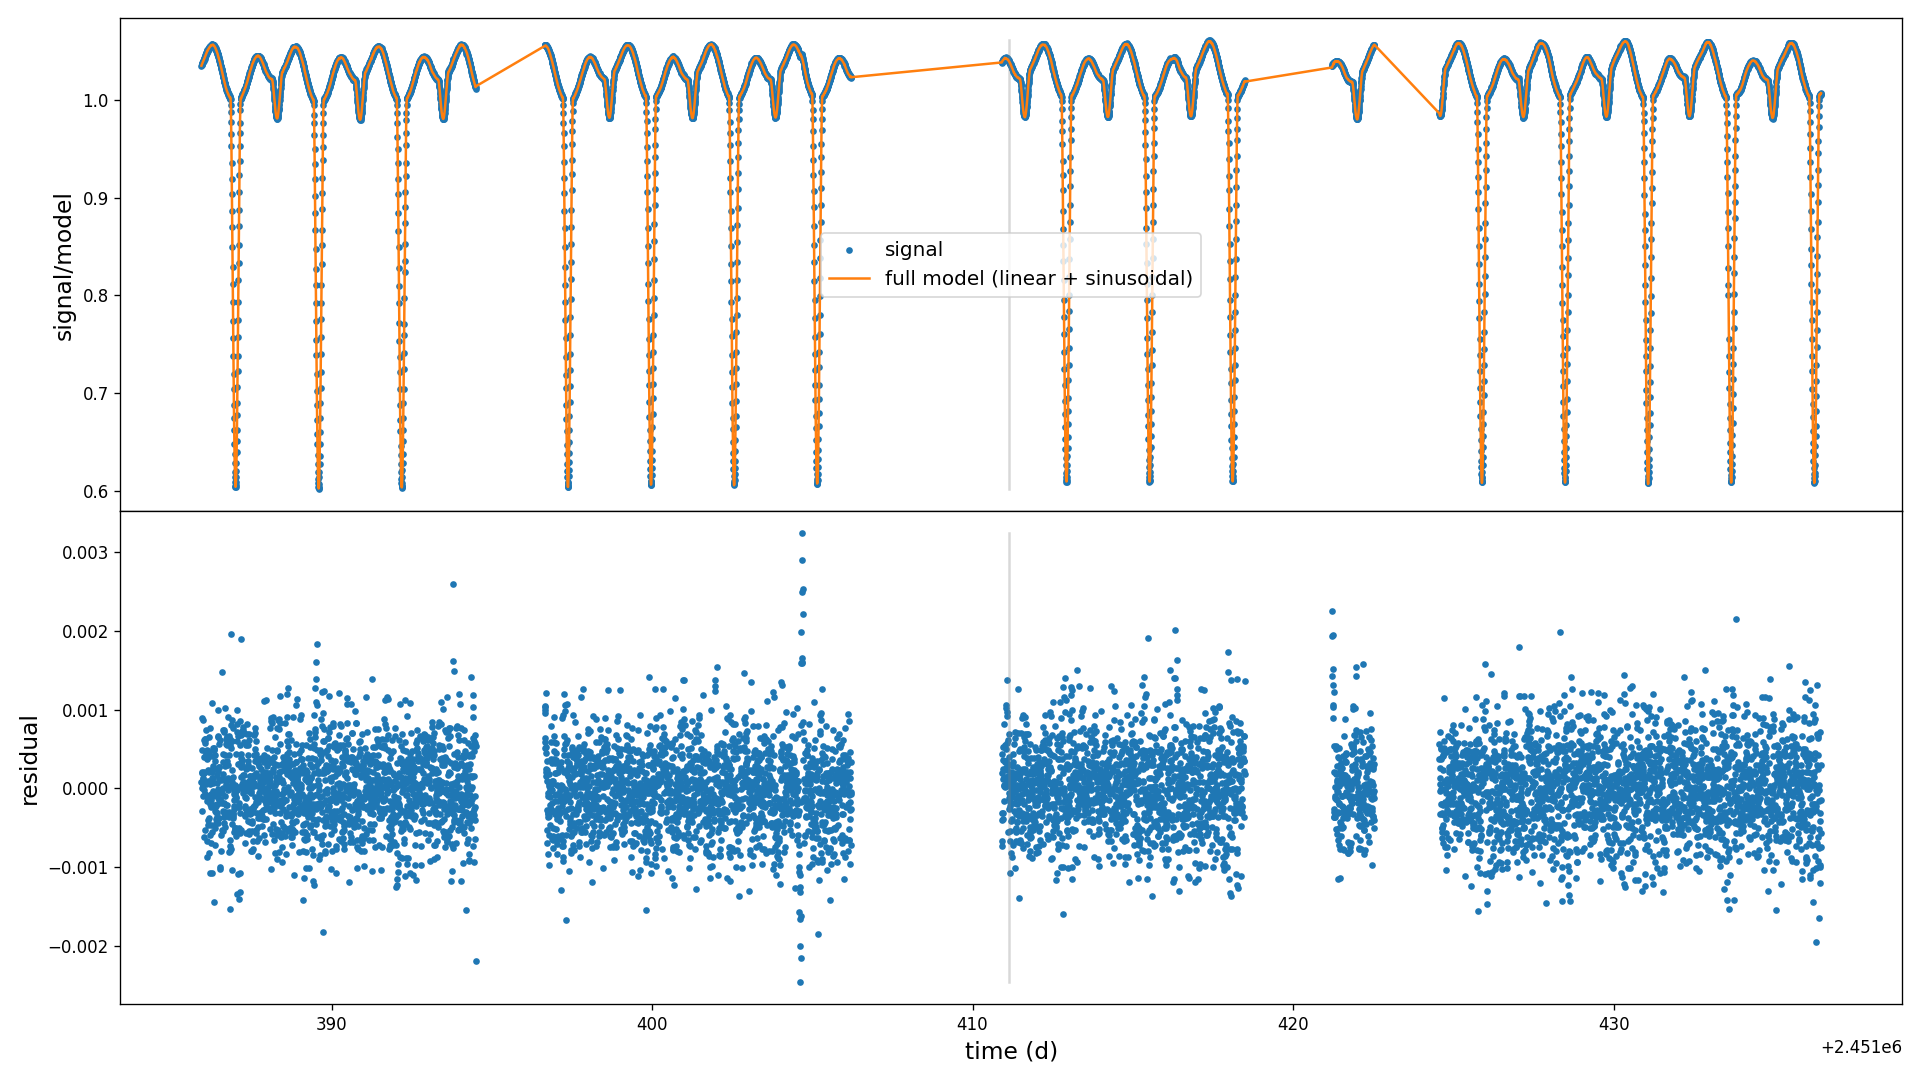 signal/model
1.0
0.9
0.8
0.7
0.6
signal
full model (linear + sinusoidal)
residual
0.003
0.002
0.001
0.000
−0.001
−0.002
390
400
410
420
430
time (d)
+2.451e6